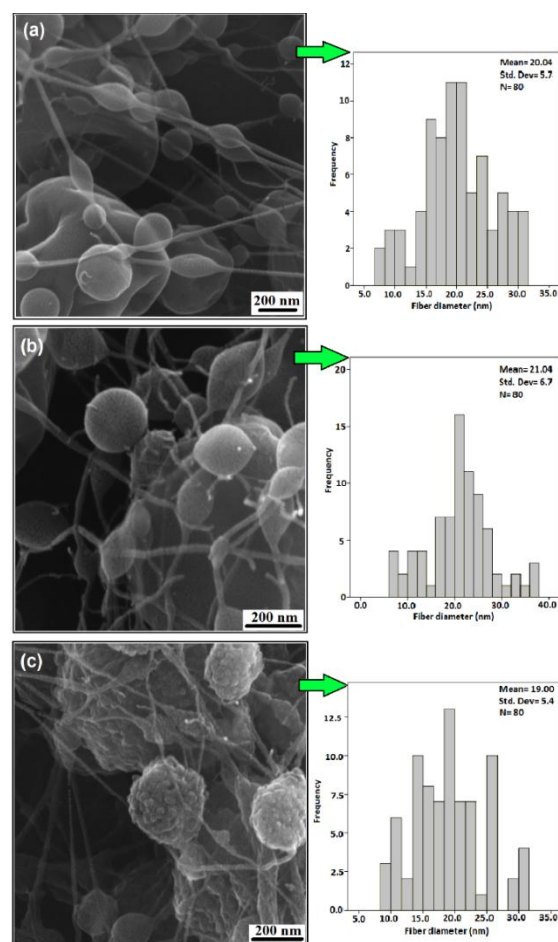 (a)
200 nm
Mean= 20.04
Std. Dev= 5.7
N= 80
Frequency
12
10
8
6
4
2
0
5.0 10.0 15.0 20.0 25.0 30.0 35.0
Fiber diameter (nm)
(b)
200 nm
Mean= 21.04
Std. Dev= 6.7
N= 80
Frequency
20
15
10
5
0
0.0 10.0 20.0 30.0 40.0
Fiber diameter (nm)
(c)
200 nm
Mean= 19.00
Std. Dev= 5.4
N= 80
Frequency
12.5
10.0
7.5
5.0
2.5
0.0
5.0 10.0 15.0 20.0 25.0 30.0 35.0
Fiber diameter (nm)